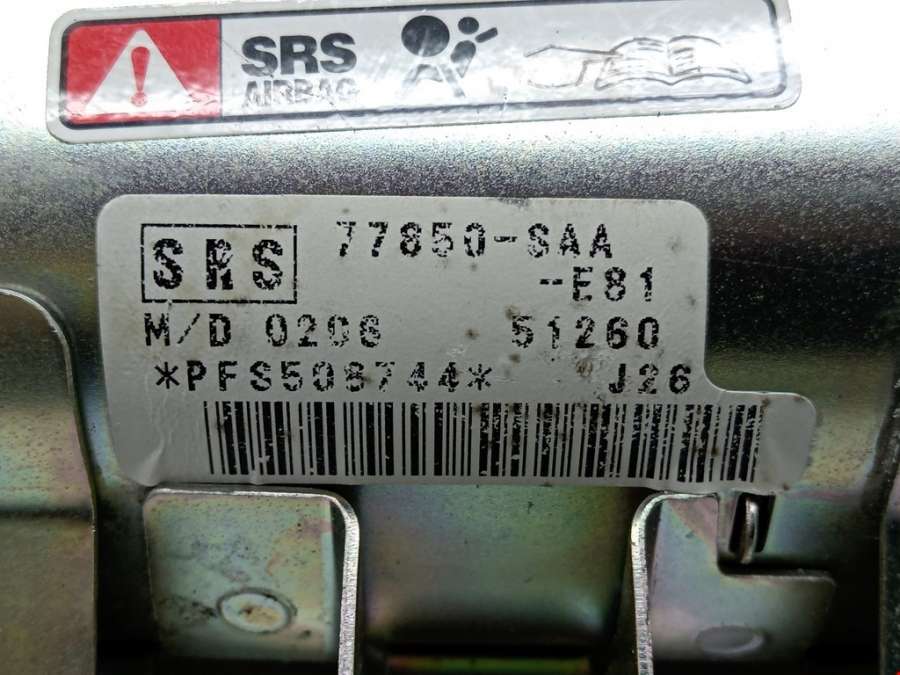 SRS
AIRBAG
SRS 77850-SAA
-E81
M/D 0206 51260
*PFS508744* J26